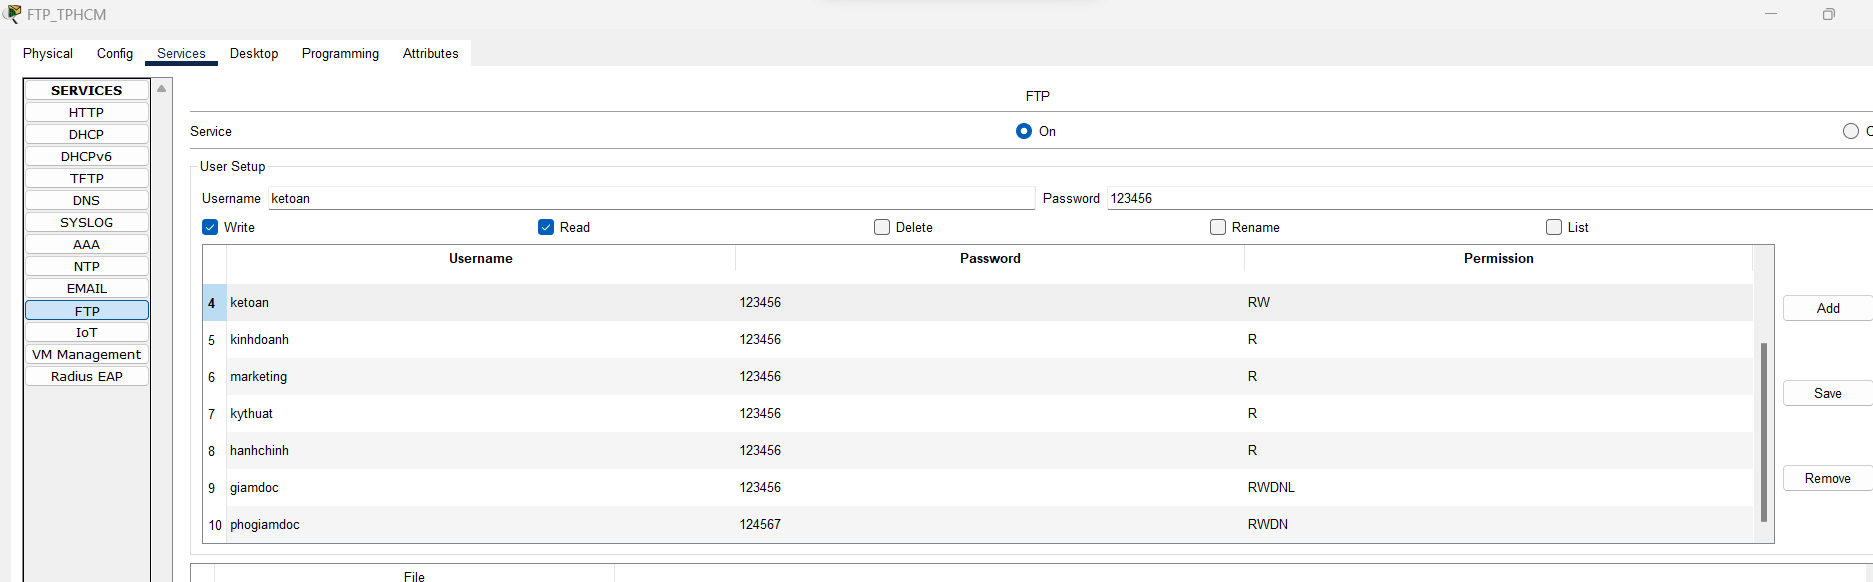 FTP_TPHCM
Physical Config Services Desktop Programming Attributes
SERVICES
HTTP
DHCP
DHCPv6
TFTP
DNS
SYSLOG
AAA
NTP
EMAIL
FTP
IoT
VM Management
Radius EAP
FTP
Service On
User Setup
Username ketoan Password 123456
Write Read Delete Rename List
Username Password Permission
4 ketoan 123456 RW
5 kinhdoanh 123456 R
6 marketing 123456 R
7 kythuat 123456 R
8 hanhchinh 123456 R
9 giamdoc 123456 RWDNL
10 phogiamdoc 124567 RWDN
Add
Save
Remove
File